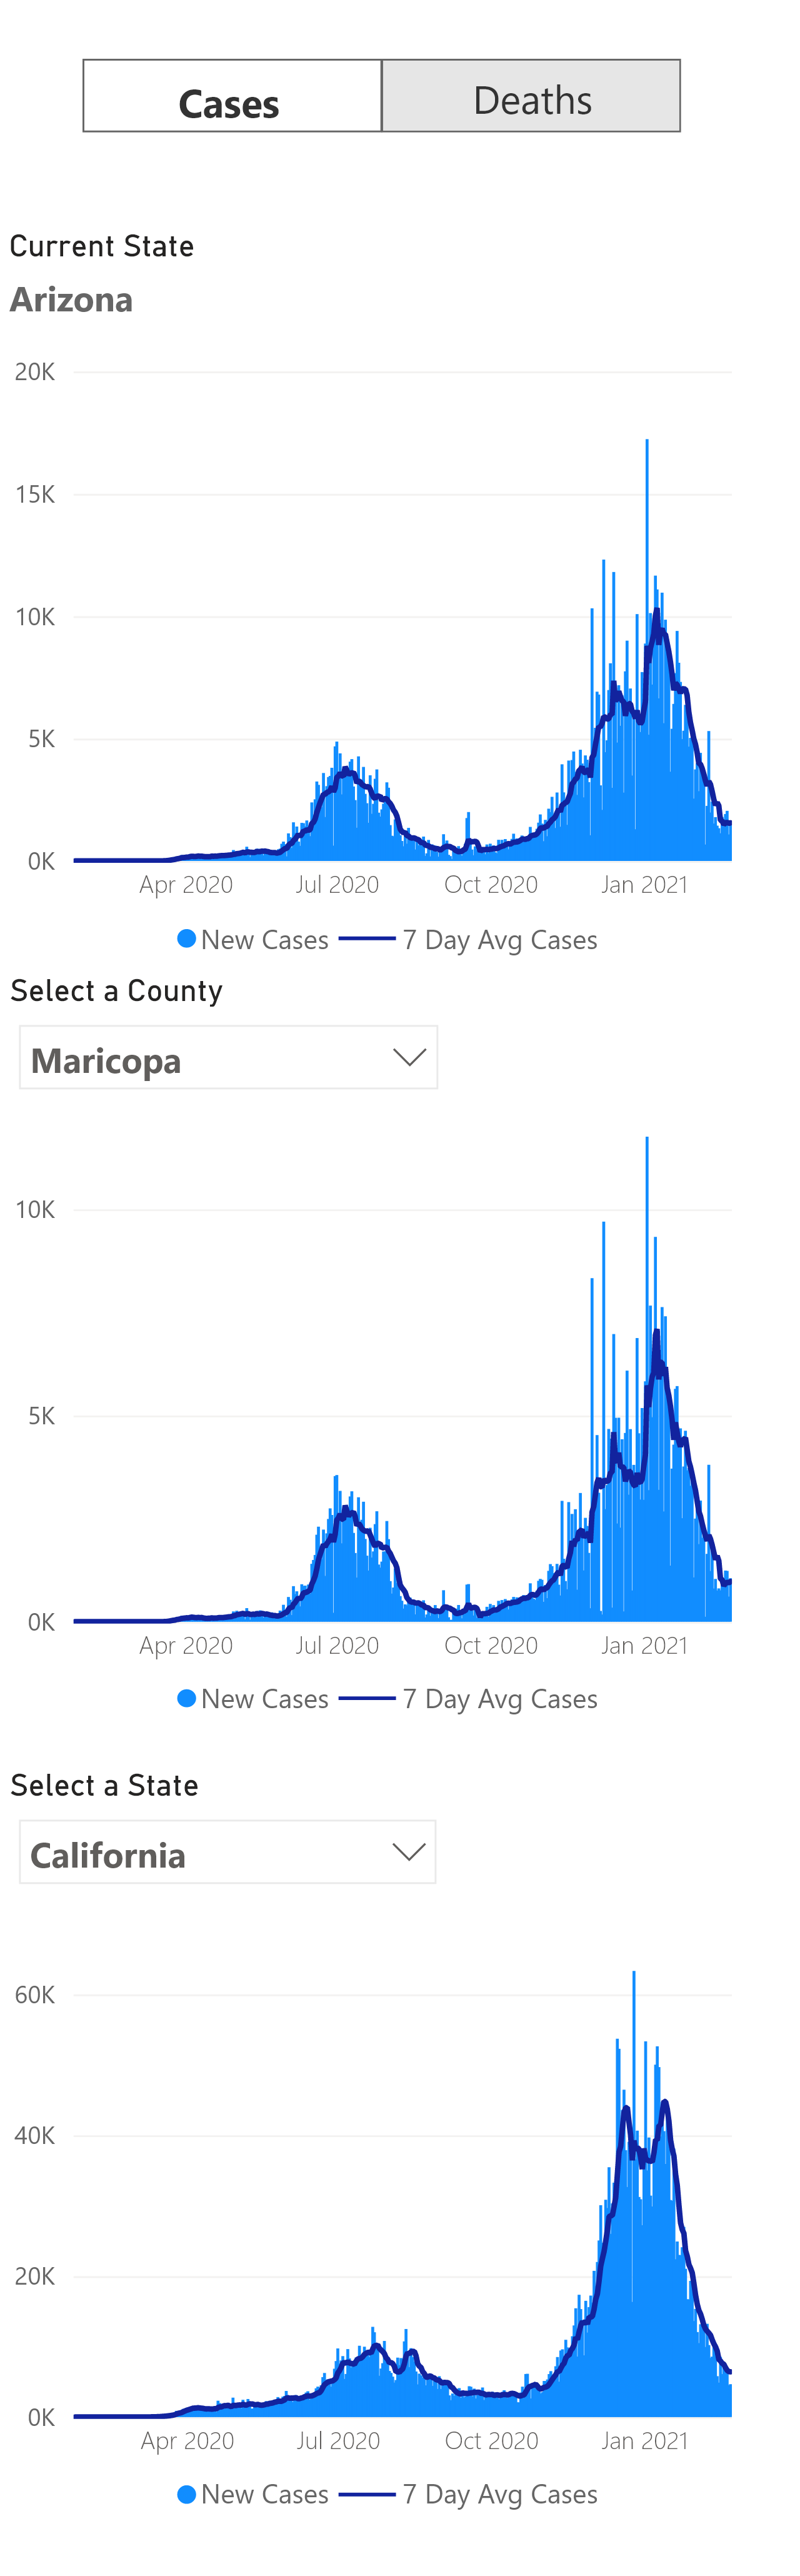 Cases Deaths
Current State
Arizona
20K
15K
10K
5K
0K
Apr 2020 Jul 2020 Oct 2020 Jan 2021
New Cases 7 Day Avg Cases
Select a County
Maricopa
10K
5K
0K
Apr 2020 Jul 2020 Oct 2020 Jan 2021
New Cases 7 Day Avg Cases
Select a State
California
60K
40K
20K
0K
Apr 2020 Jul 2020 Oct 2020 Jan 2021
New Cases 7 Day Avg Cases